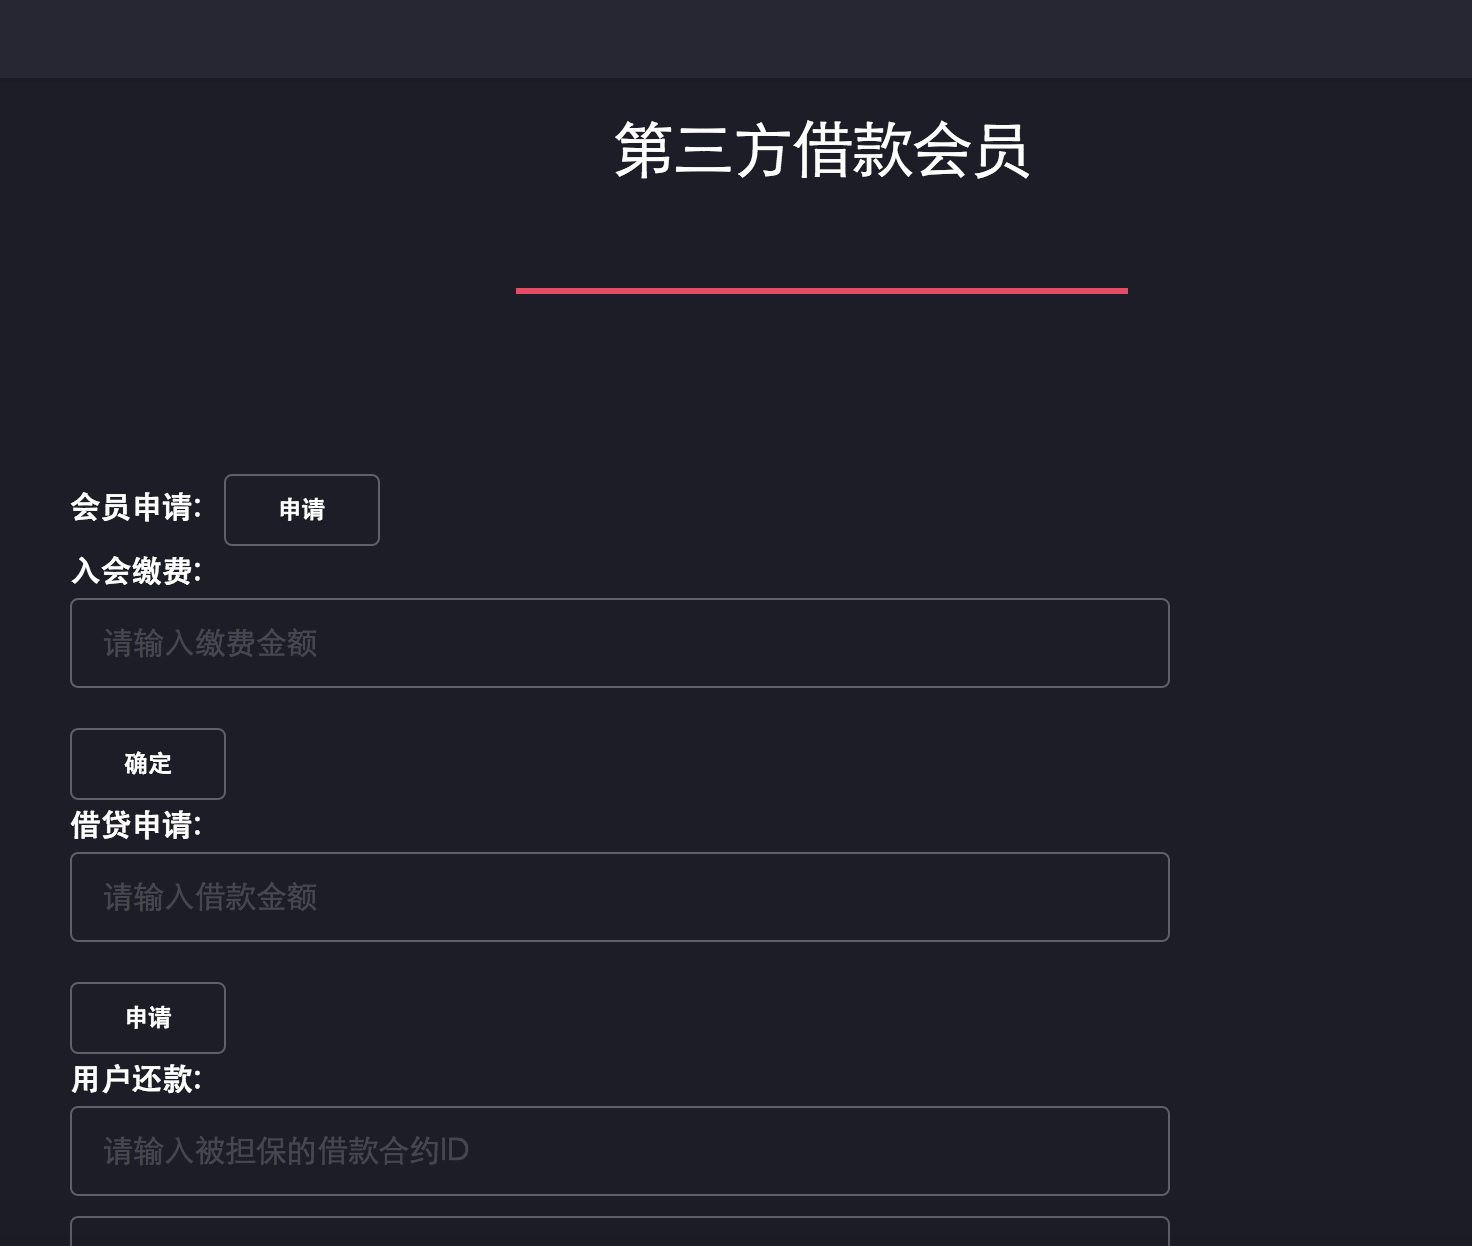 第三方借款会员
会员申请: 申请
入会缴费:
请输入缴费金额
确定
借贷申请:
请输入借款金额
申请
用户还款:
请输入被担保的借款合约ID